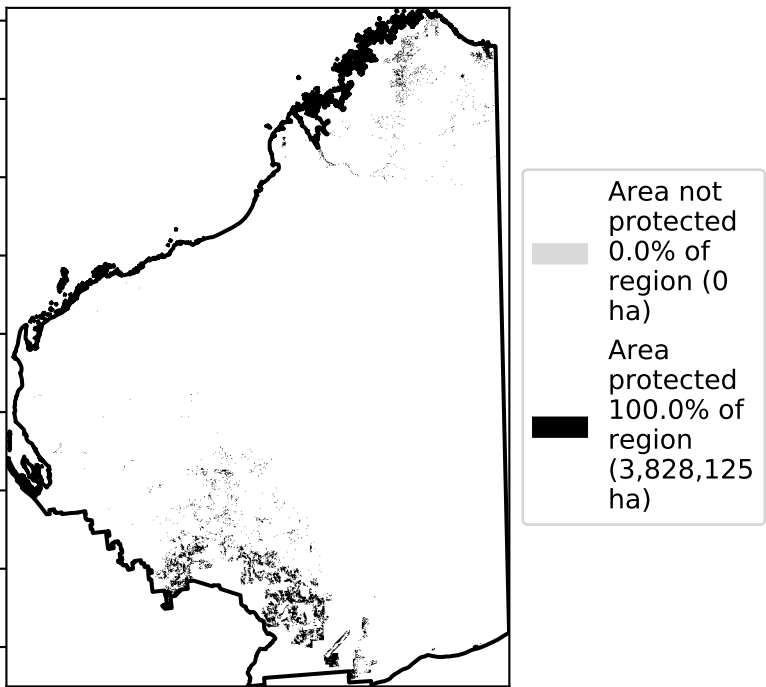 Area not
protected
0.0% of
region (0
ha)
Area
protected
100.0% of
region
(3,828,125
ha)